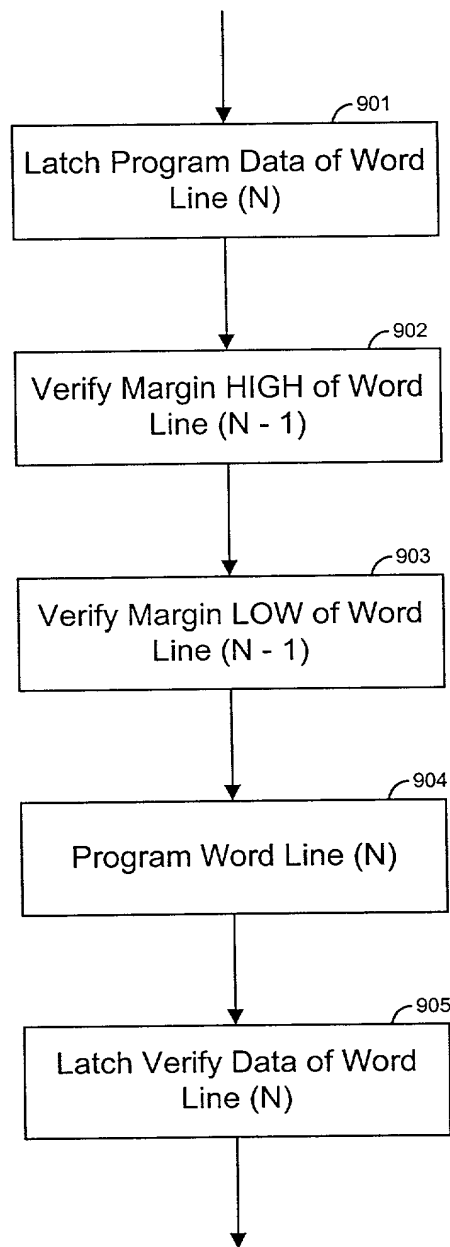 901
Latch Program Data of Word
Line (N)
902
Verify Margin HIGH of Word
Line (N - 1)
903
Verify Margin LOW of Word
Line (N - 1)
904
Program Word Line (N)
905
Latch Verify Data of Word
Line (N)